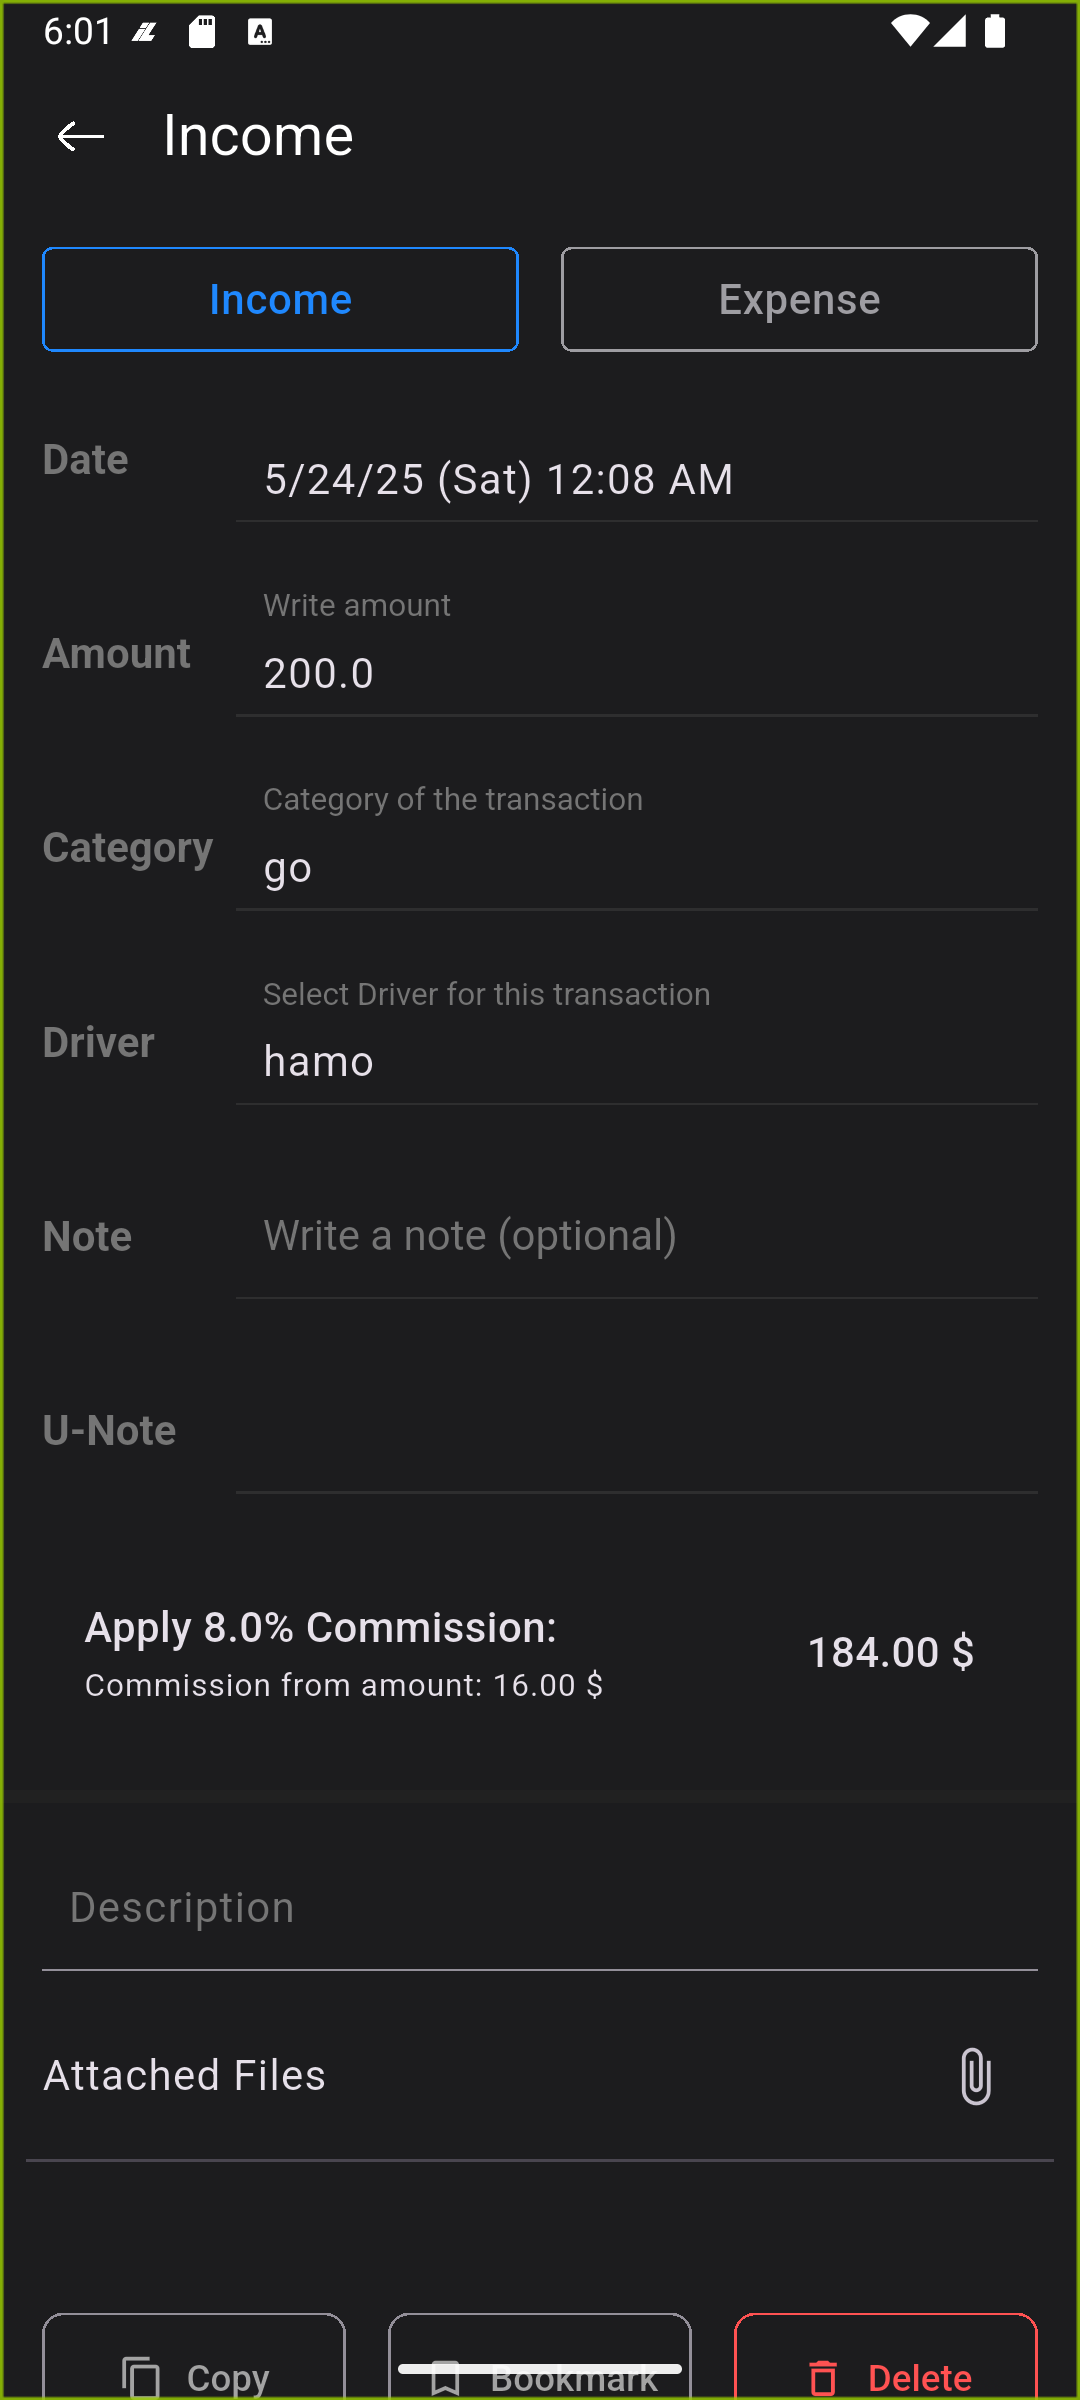 6:01
Income
Income
Expense
Date
5/24/25 (Sat) 12:08 AM
Write amount
Amount
200.0
Category of the transaction
Category
go
Select Driver for this transaction
Driver
hamo
Note
Write a note (optional)
U-Note
Apply 8.0% Commission:
184.00 $
Commission from amount: 16.00 $
Description
Attached Files
Copy
Bookmark
Delete